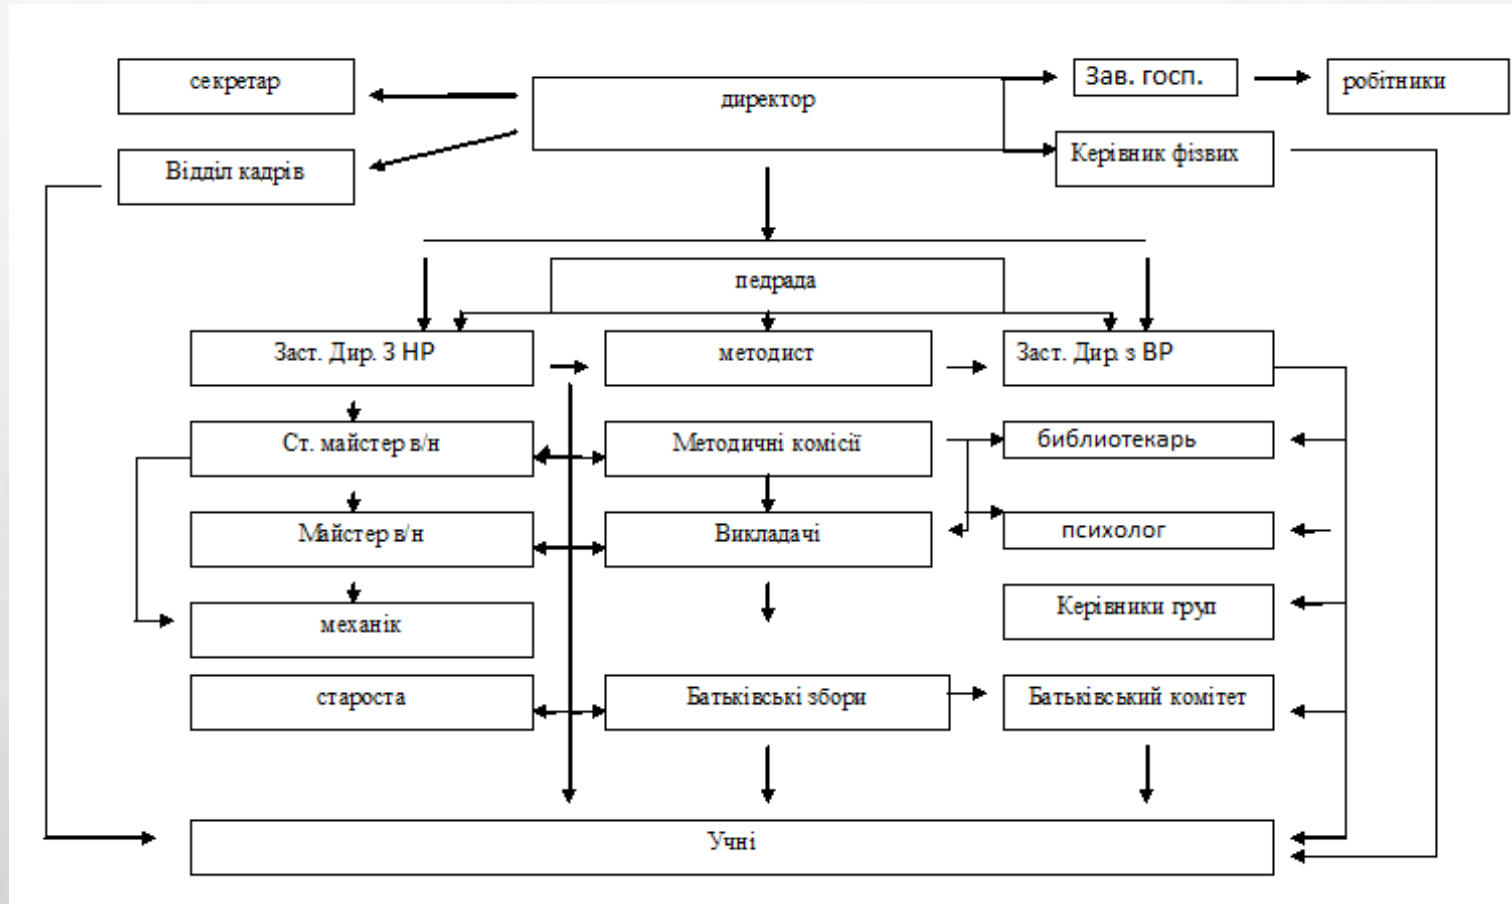 секретар
директор
Зав. госп.
робітники
Відділ кадрів
Керівник фізвих
педрада
Заст. Дир. З НР
методист
Заст. Дир. з ВР
Ст. майстер в/н
Методичні комісії
библиотекарь
Майстер в/н
Викладачі
психолог
Керівники груп
механік
староста
Батьківські збори
Батьківський комітет
Учні